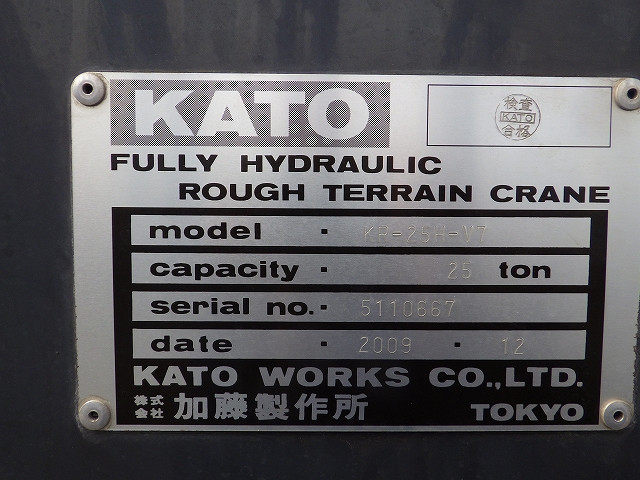 KATO
検査
KATO
合格
FULLY HYDRAULIC
ROUGH TERRAIN CRANE
model · KR-25H-V7
capacity · 25 ton
serial no. · 5110667
date · 2009 · 12
KATO WORKS CO.,LTD.
株式会社 加藤製作所 TOKYO